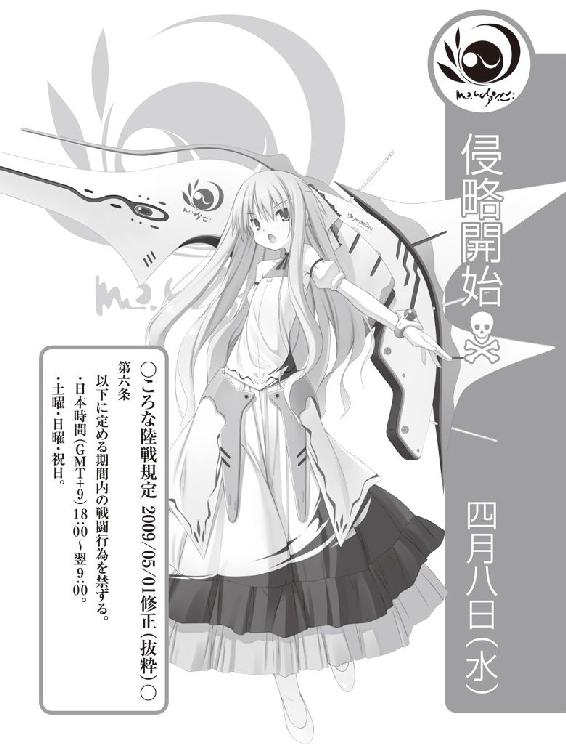 侵略開始☠
四月八日(水)
○ころな陸戦規定 2009/05/01修正(抜粋)○
第六条
以下に定める期間内の戦闘行為を禁ずる。
・日本時間(GMT+9)18:00～翌9:00。
・土曜・日曜・祝日。